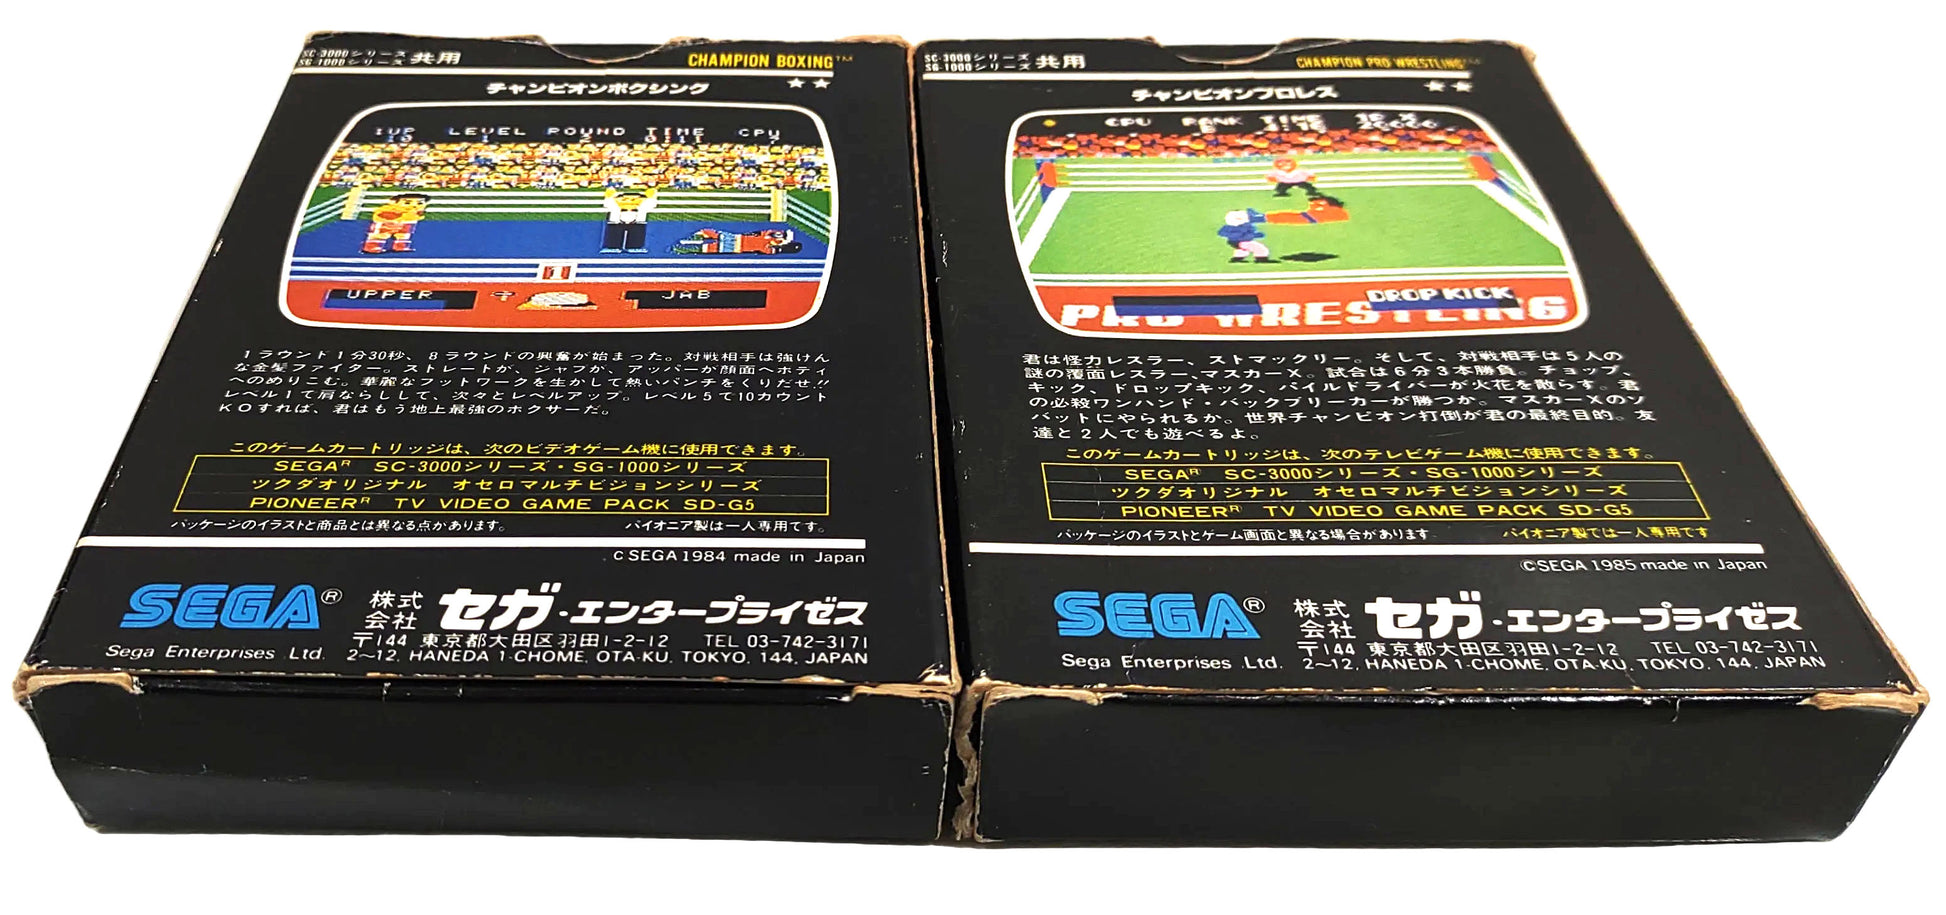 SC-3000シリーズ
SG-1000シリーズ 共用
CHAMPION BOXING™
チャンピオンボクシング ★★
1UP LEVEL ROUND TIME CPU
1
UPPER JAB
1ラウンド1分30秒、8ラウンドの興奮が始まった。対戦相手は強けん
な金髪ファイター。ストレートが、ジャブが、アッパーが顔面へボディ
へのめりこむ。華麗なフットワークを生かして熱いパンチをくりだせ!!
レベル1で肩ならしして、次々とレベルアップ。レベル5で10カウント
KOすれば、君はもう地上最強のボクサーだ。
このゲームカートリッジは、次のビデオゲーム機に使用できます。
SEGA® SC-3000シリーズ・SG-1000シリーズ
ツクダオリジナル オセロマルチビジョンシリーズ
PIONEER® TV VIDEO GAME PACK SD-G5
パッケージのイラストと商品とは異なる点があります。 パイオニア製は一人専用です。
© SEGA 1984 made in Japan
SEGA® 株式会社 セガ・エンタープライゼス
〒144 東京都大田区羽田1-2-12 TEL 03-742-3171
Sega Enterprises Ltd. 2~12, HANEDA 1-CHOME, OTA-KU, TOKYO, 144, JAPAN
SC-3000シリーズ
SG-1000シリーズ 共用
CHAMPION PRO WRESTLING™
チャンピオンプロレス ★★
CPU RANK TIME
DROP KICK
PRO WRESTLING
君は怪力レスラー、ストマックリー。そして、対戦相手は5人の
謎の覆面レスラー、マスカーX。試合は6分3本勝負。チョップ、
キック、ドロップキック、パイルドライバーが火花を散らす。君
の必殺ワンハンド・バックブリーカーが勝つか。マスカーXのソ
バットにやられるか。世界チャンピオン打倒が君の最終目的。友
達と2人でも遊べるよ。
このゲームカートリッジは、次のテレビゲーム機に使用できます。
SEGA® SC-3000シリーズ・SG-1000シリーズ
ツクダオリジナル オセロマルチビジョンシリーズ
PIONEER® TV VIDEO GAME PACK SD-G5
パッケージのイラストとゲーム画面と異なる場合があります パイオニア製では一人専用です
©SEGA 1985 made in Japan
SEGA® 株式会社 セガ・エンタープライゼス
〒144 東京都大田区羽田1-2-12 TEL 03-742-3171
Sega Enterprises Ltd. 2~12, HANEDA 1-CHOME, OTA-KU, TOKYO, 144, JAPAN